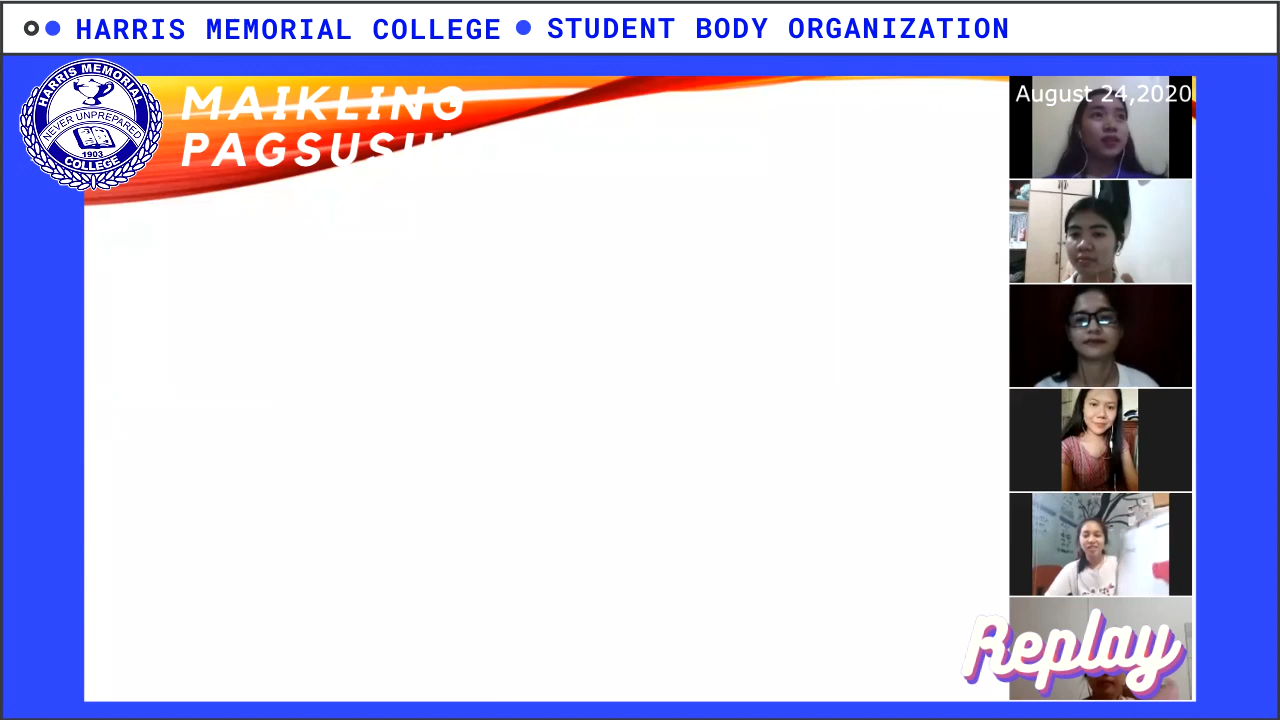 HARRIS MEMORIAL COLLEGE STUDENT BODY ORGANIZATION
HARRIS MEMORIAL
NEVER UNPREPARED
1903
COLLEGE
MAIKLING
August 24,2020
Replay